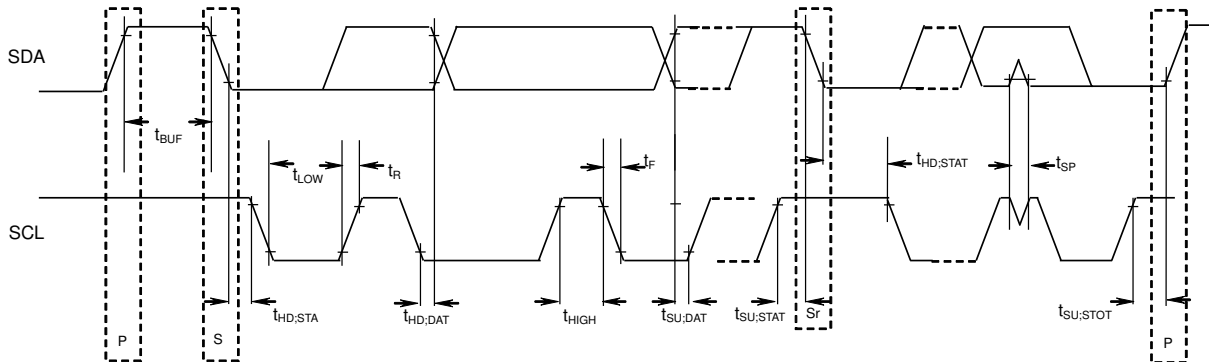 SDA
t_BUF
t_LOW
t_R
t_F
t_HD;STAT
t_SP
SCL
t_HD;STA
t_HD;DAT
t_HIGH
t_SU;DAT
t_SU;STAT
Sr
t_SU;STOT
P
S
P